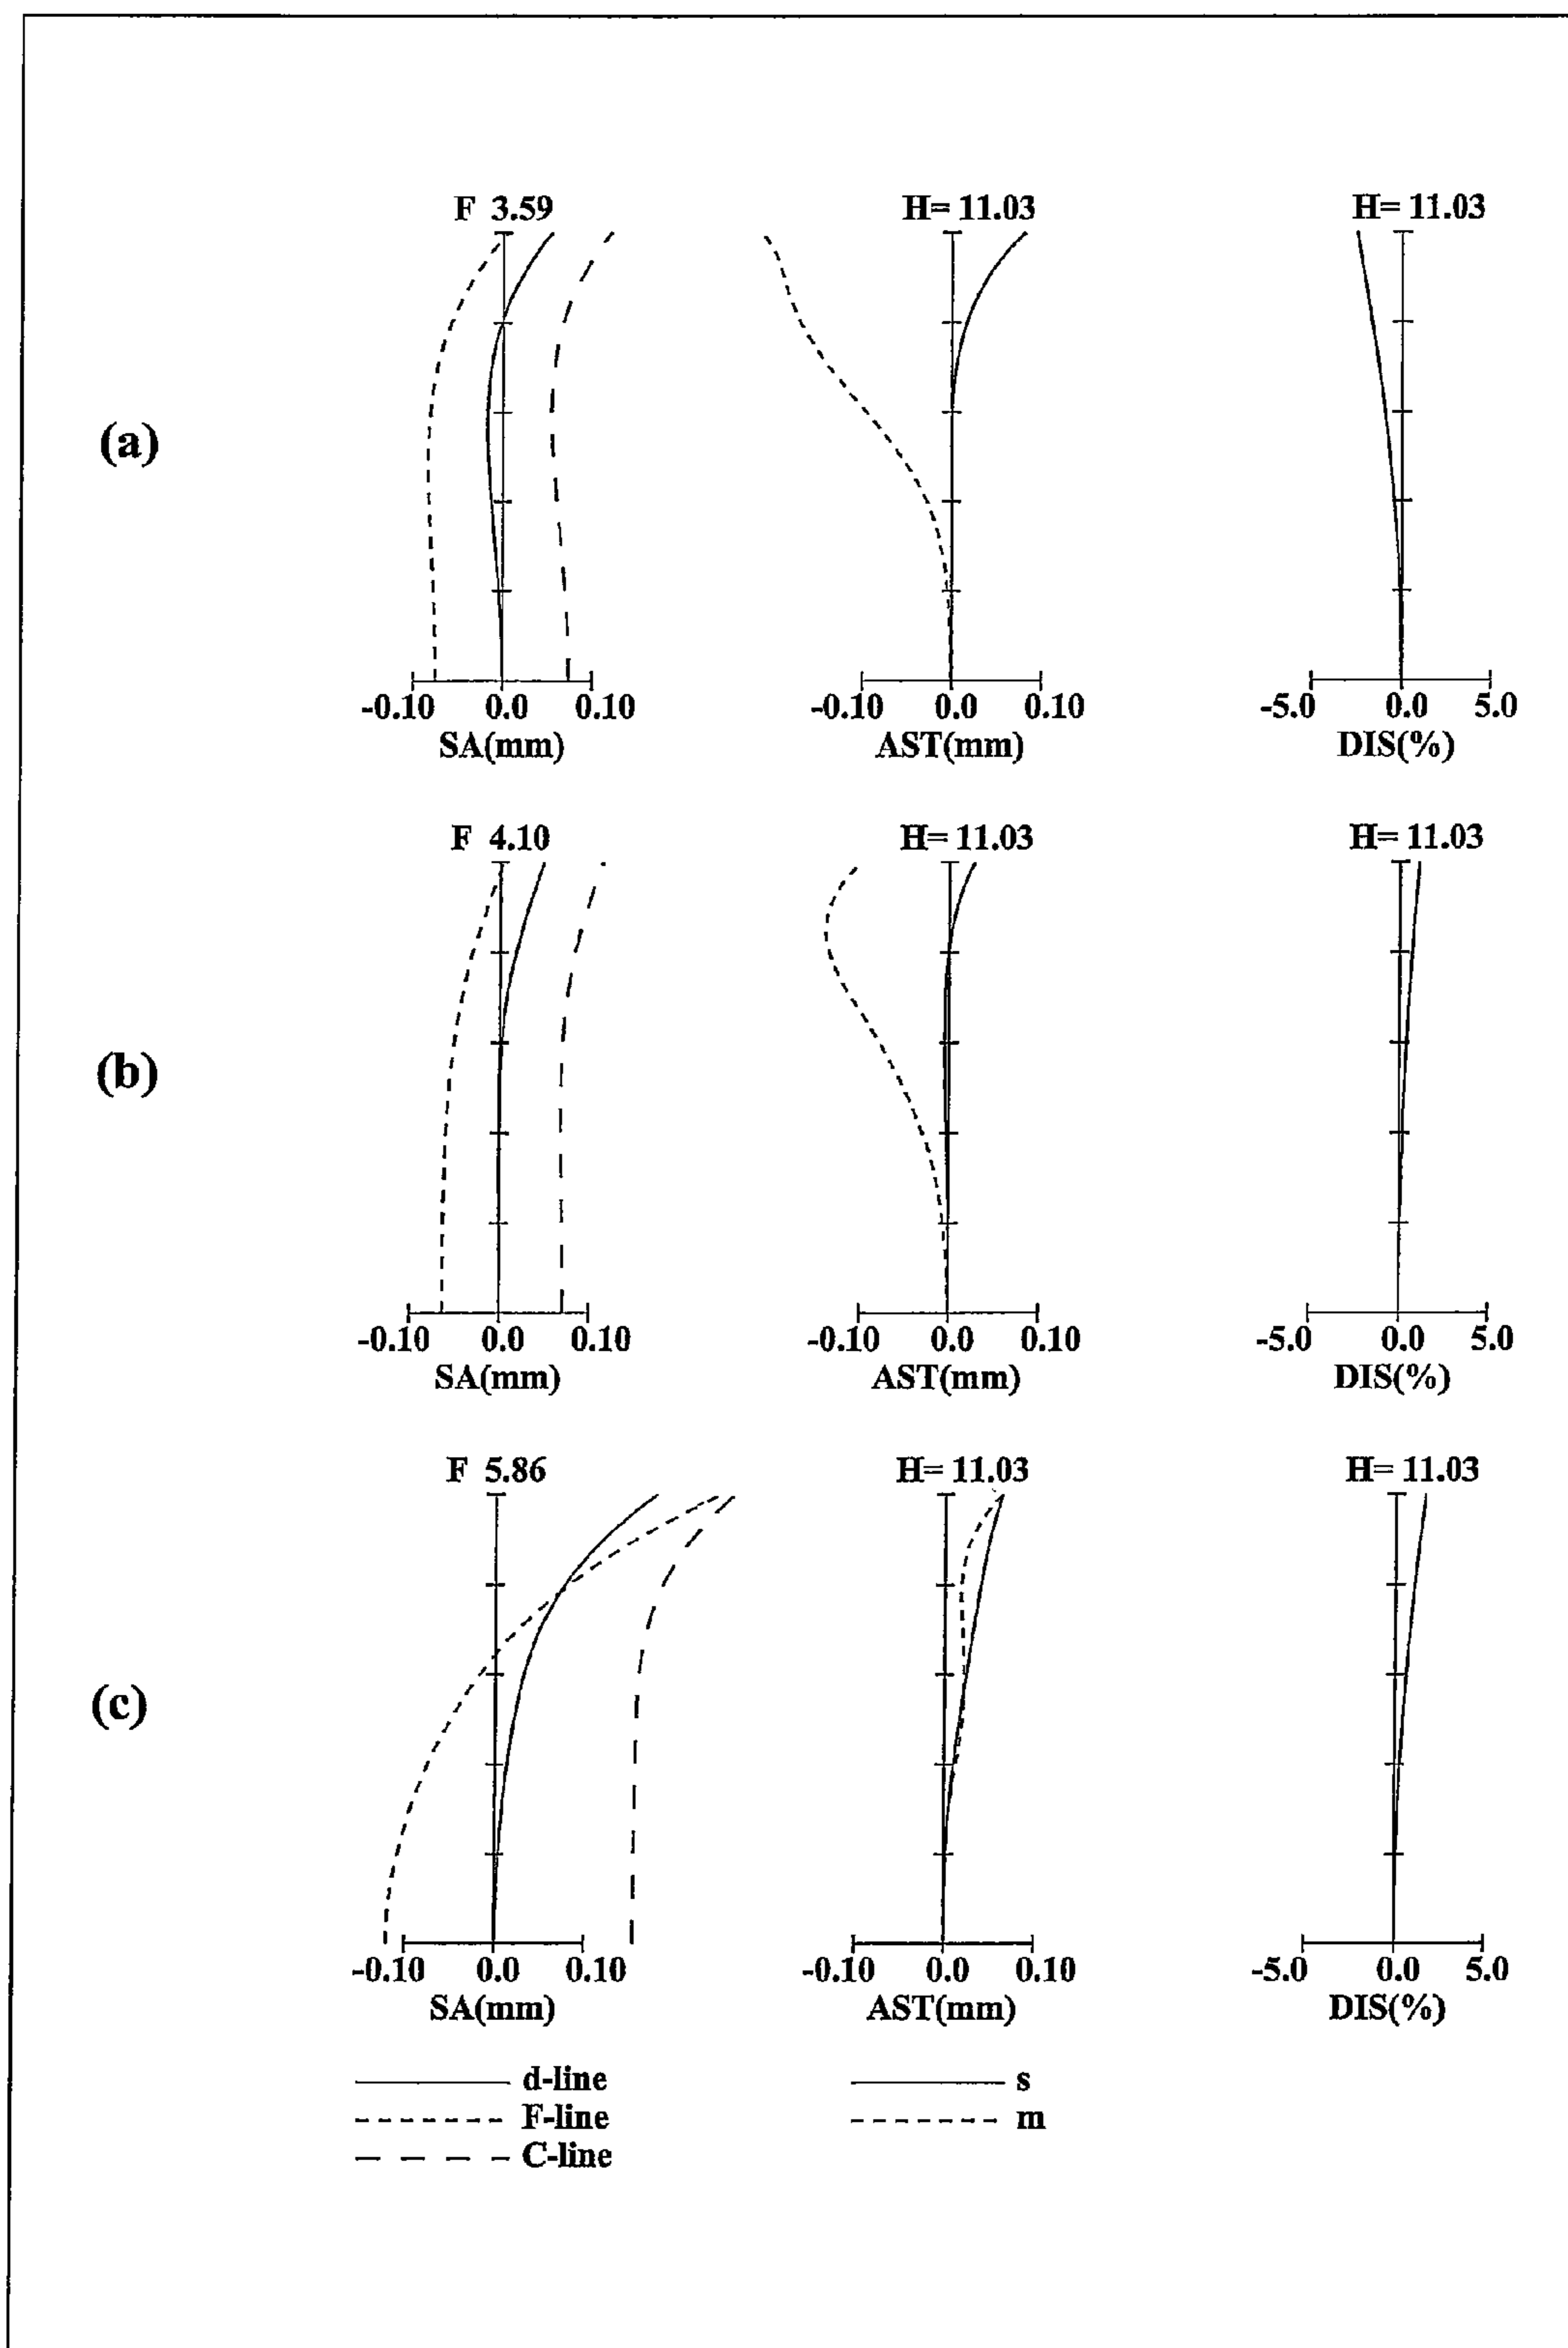 F 3.59 H= 11.03 H= 11.03
(a)
-0.10 0.0 0.10 -0.10 0.0 0.10 -5.0 0.0 5.0
SA(mm) AST(mm) DIS(%)
F 4.10 H= 11.03 H= 11.03
(b)
-0.10 0.0 0.10 -0.10 0.0 0.10 -5.0 0.0 5.0
SA(mm) AST(mm) DIS(%)
F 5.86 H= 11.03 H= 11.03
(c)
-0.10 0.0 0.10 -0.10 0.0 0.10 -5.0 0.0 5.0
SA(mm) AST(mm) DIS(%)
d-line s
F-line m
C-line